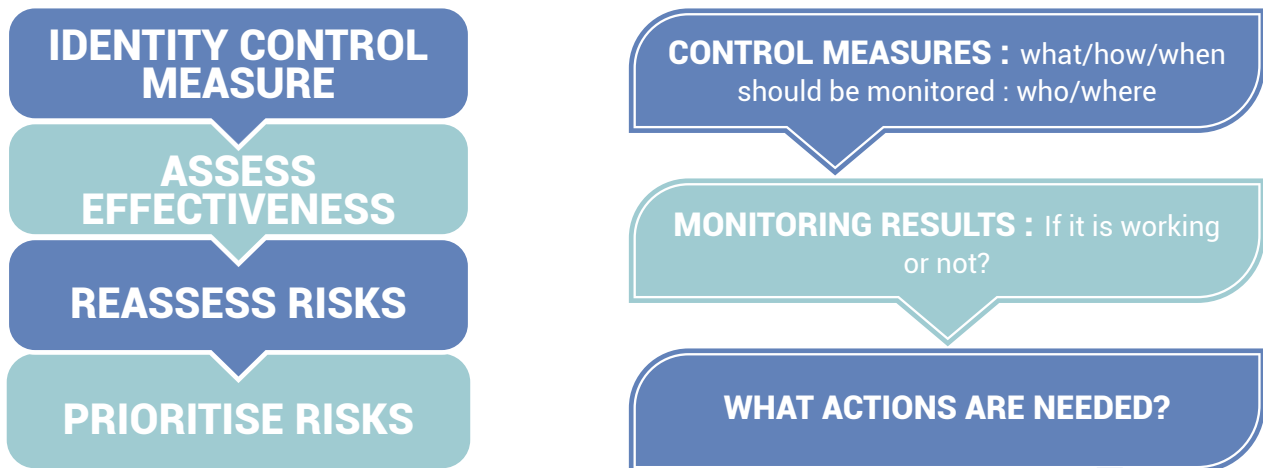 IDENTITY CONTROL
MEASURE
ASSESS
EFFECTIVENESS
REASSESS RISKS
PRIORITISE RISKS
CONTROL MEASURES : what/how/when
should be monitored : who/where
MONITORING RESULTS : If it is working
or not?
WHAT ACTIONS ARE NEEDED?